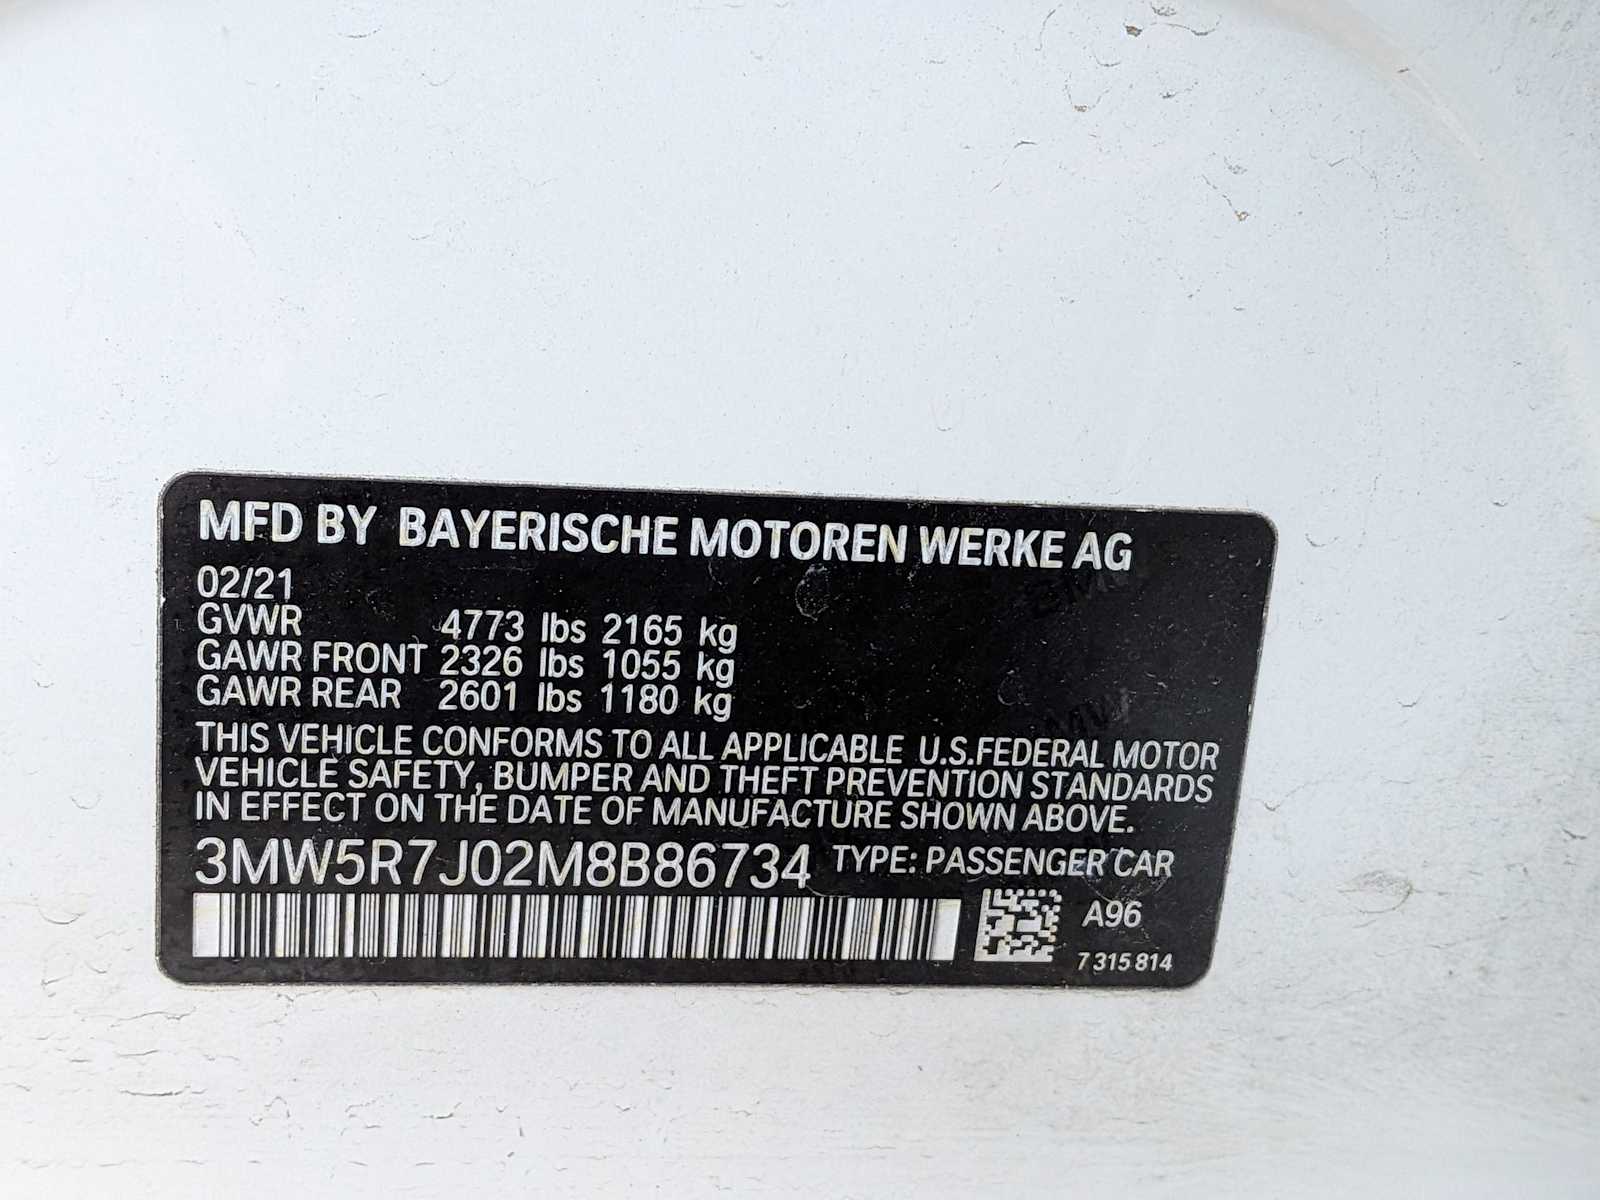 MFD BY BAYERISCHE MOTOREN WERKE AG
02/21
GVWR 4773 lbs 2165 kg
GAWR FRONT 2326 lbs 1055 kg
GAWR REAR 2601 lbs 1180 kg
THIS VEHICLE CONFORMS TO ALL APPLICABLE U.S.FEDERAL MOTOR
VEHICLE SAFETY, BUMPER AND THEFT PREVENTION STANDARDS
IN EFFECT ON THE DATE OF MANUFACTURE SHOWN ABOVE.
3MW5R7J02M8B86734 TYPE: PASSENGER CAR
A96
7 315 814